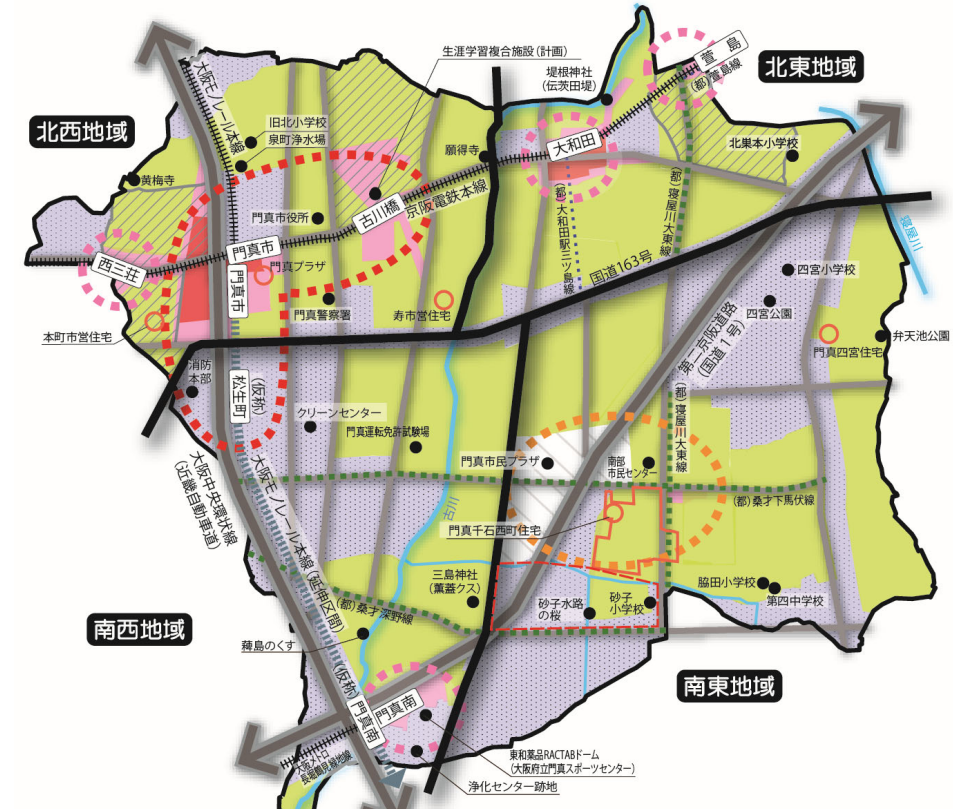 生涯学習複合施設(計画)
萱島
(都)萱島線
北東地域
堤根神社
(伝茨田堤)
大阪モノレール本線
旧北小学校
泉町浄水場
北西地域
願得寺
大和田
北巣本小学校
黄梅寺
門真市役所
古川橋
京阪電鉄本線
(都)大和田駅三ツ島線
(都)寝屋川大東線
寝屋川
門真市
西三荘
門真市
門真プラザ
国道163号
四宮小学校
本町市営住宅
門真警察署
寿市営住宅
四宮公園
第二京阪道路
(国道1号)
門真四宮住宅
弁天池公園
消防
本部
(仮称)
松生町
クリーンセンター
門真運転免許試験場
(都)寝屋川大東線
門真市民プラザ
南部
市民センター
大阪中央環状線
(近畿自動車道)
大阪モノレール本線(延伸区間)
古川
(都)桑才下馬伏線
門真千石西町住宅
三島神社
(薫蓋クス)
(都)桑才深野線
脇田小学校
第四中学校
砂子水路
の桜
砂子
小学校
南西地域
薭島のくす
南東地域
(仮称)
門真南
門真南
大阪メトロ
長堀鶴見緑地線
東和薬品RACTABドーム
(大阪府立門真スポーツセンター)
浄化センター跡地